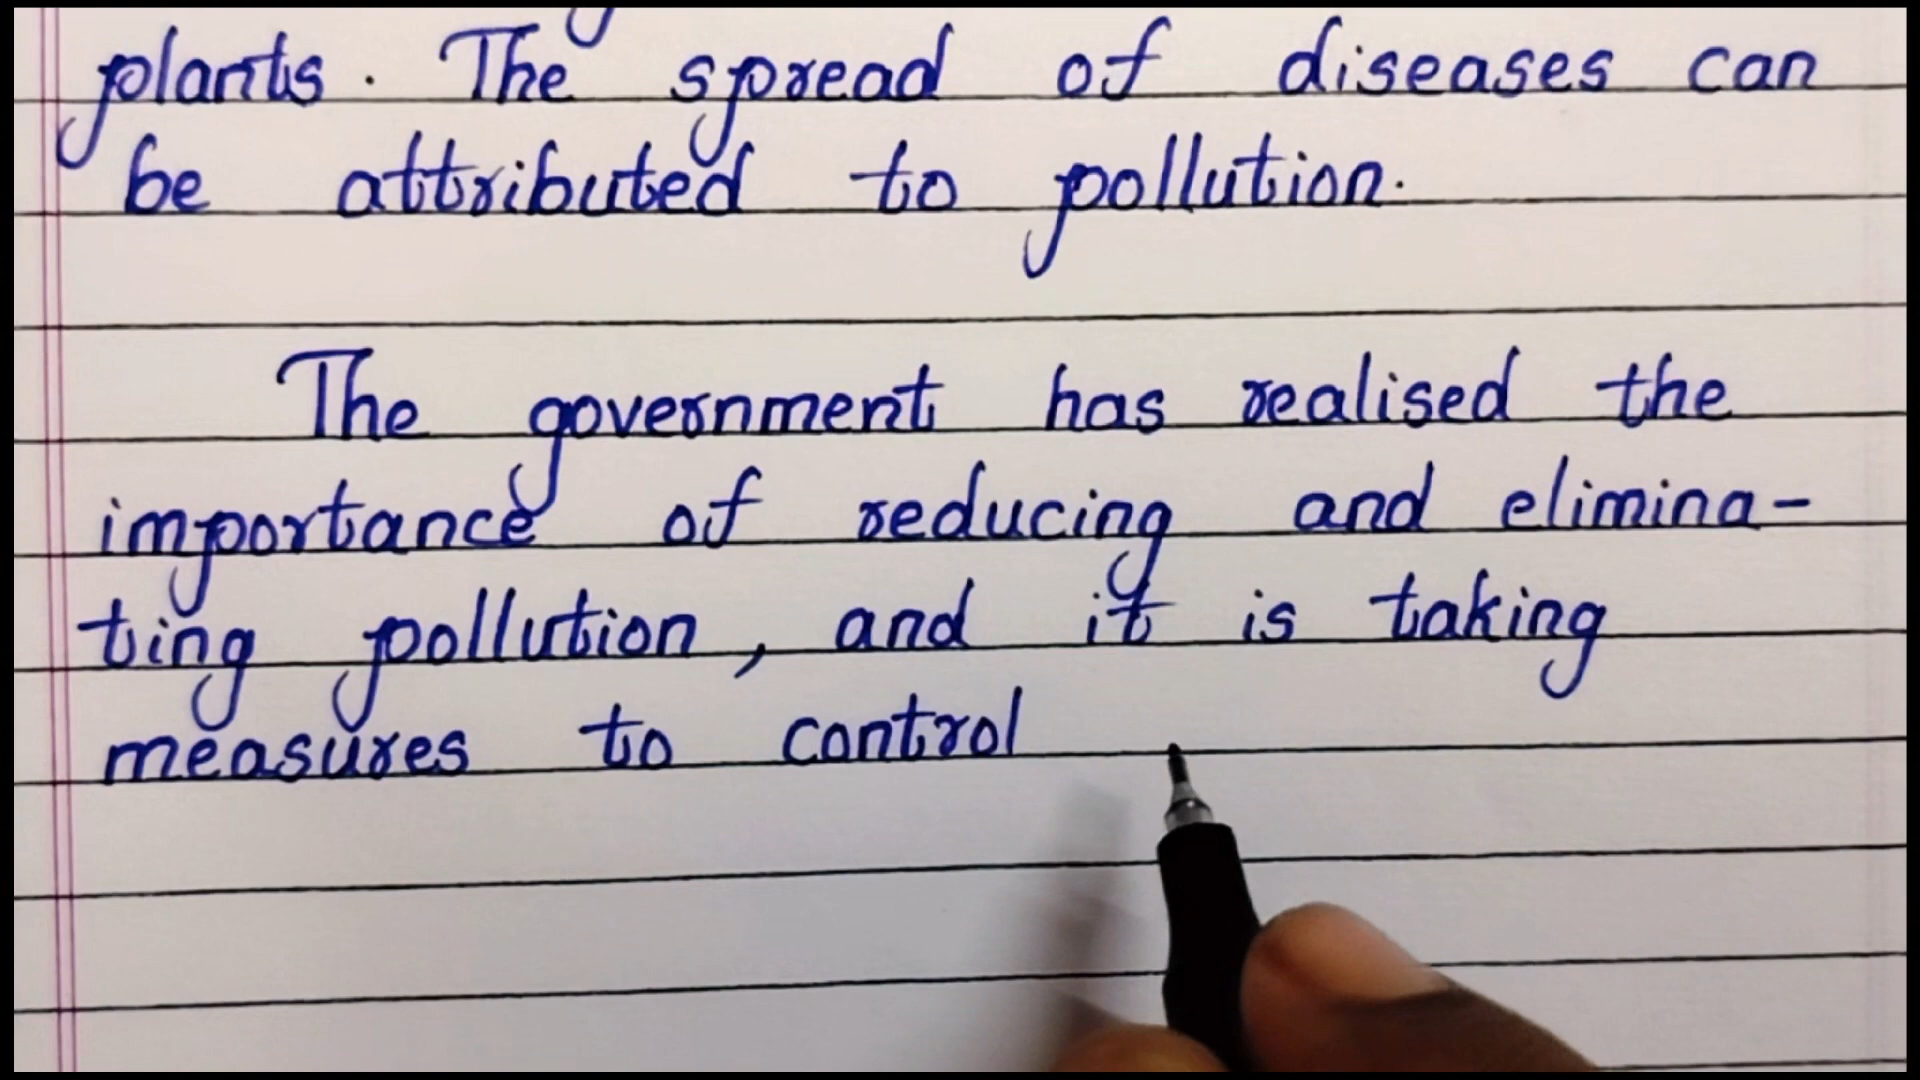 plants. The spread of diseases can
be attributed to pollution.
The government has realised the
importance of reducing and elimina-
ting pollution, and it is taking
measures to control